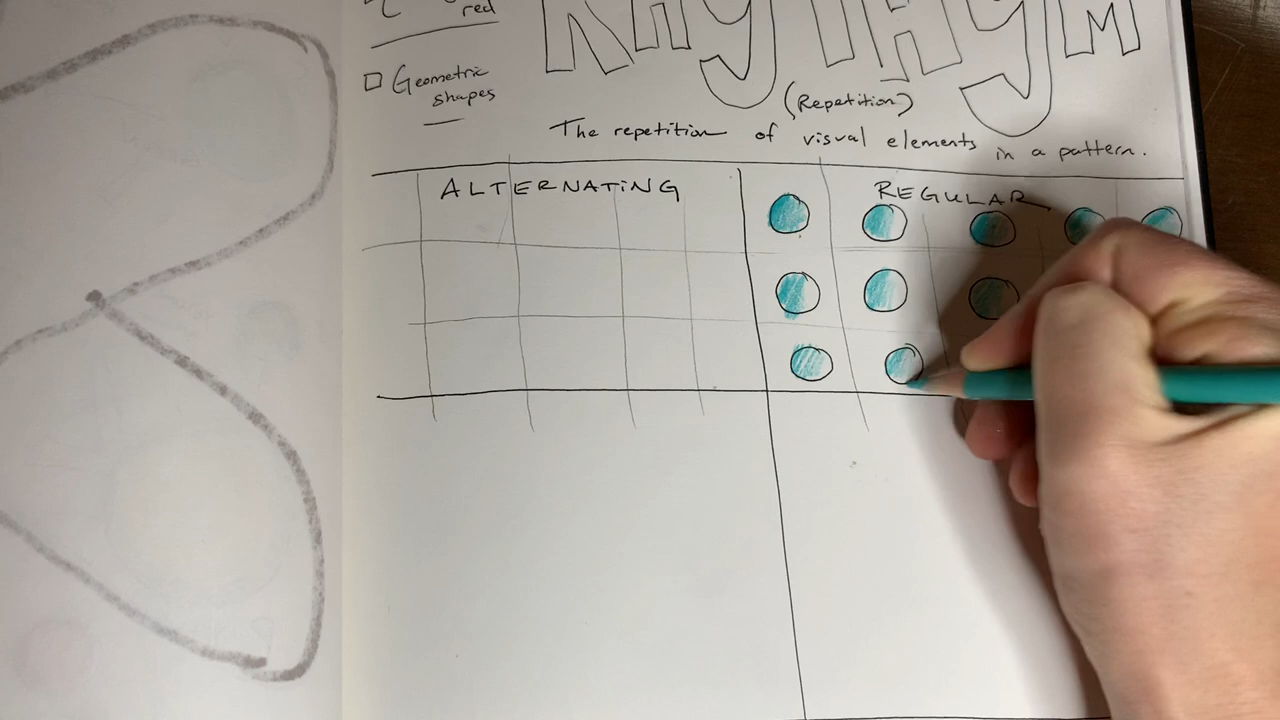 red
RHyTHyM
Geometric
shapes
(Repetition)
The repetition of visual elements in a pattern.
ALTERNATiNG
REGULAR